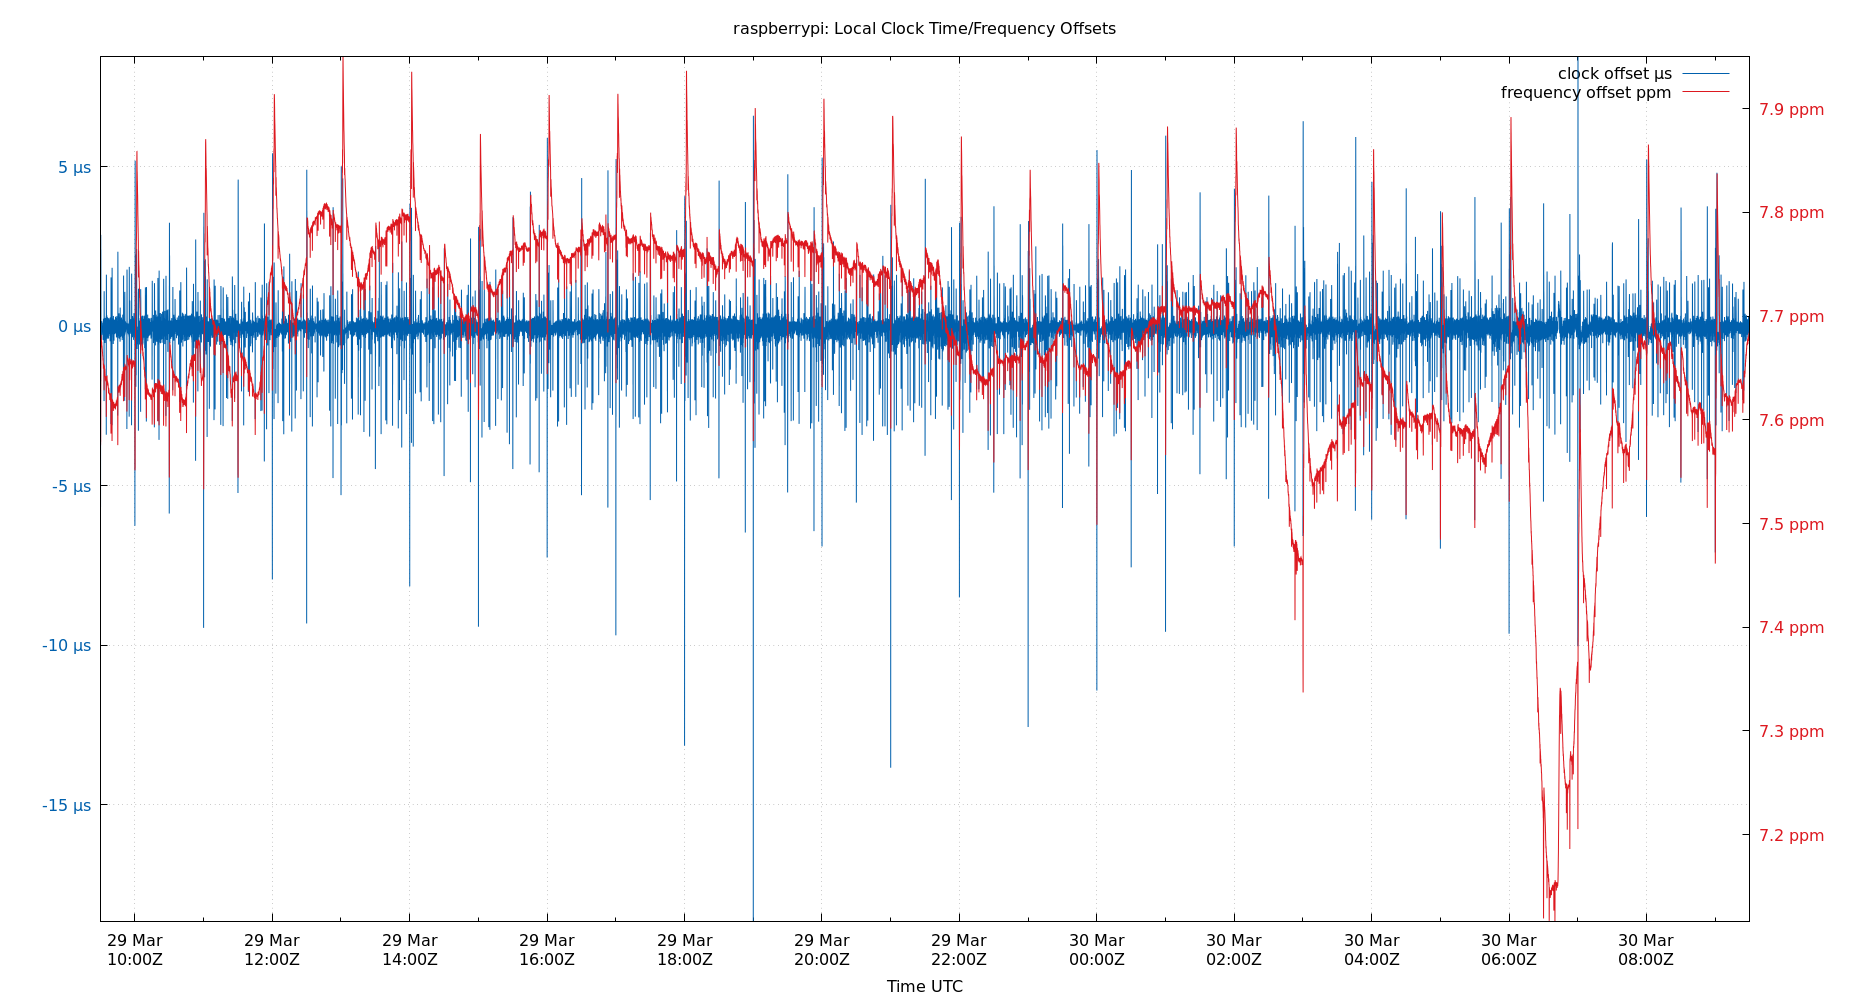 raspberrypi: Local Clock Time/Frequency Offsets
clock offset µs
frequency offset ppm
5 µs
0 µs
-5 µs
-10 µs
-15 µs
7.9 ppm
7.8 ppm
7.7 ppm
7.6 ppm
7.5 ppm
7.4 ppm
7.3 ppm
7.2 ppm
29 Mar 29 Mar 29 Mar 29 Mar 29 Mar 29 Mar 29 Mar 30 Mar 30 Mar 30 Mar 30 Mar 30 Mar
10:00Z 12:00Z 14:00Z 16:00Z 18:00Z 20:00Z 22:00Z 00:00Z 02:00Z 04:00Z 06:00Z 08:00Z
Time UTC